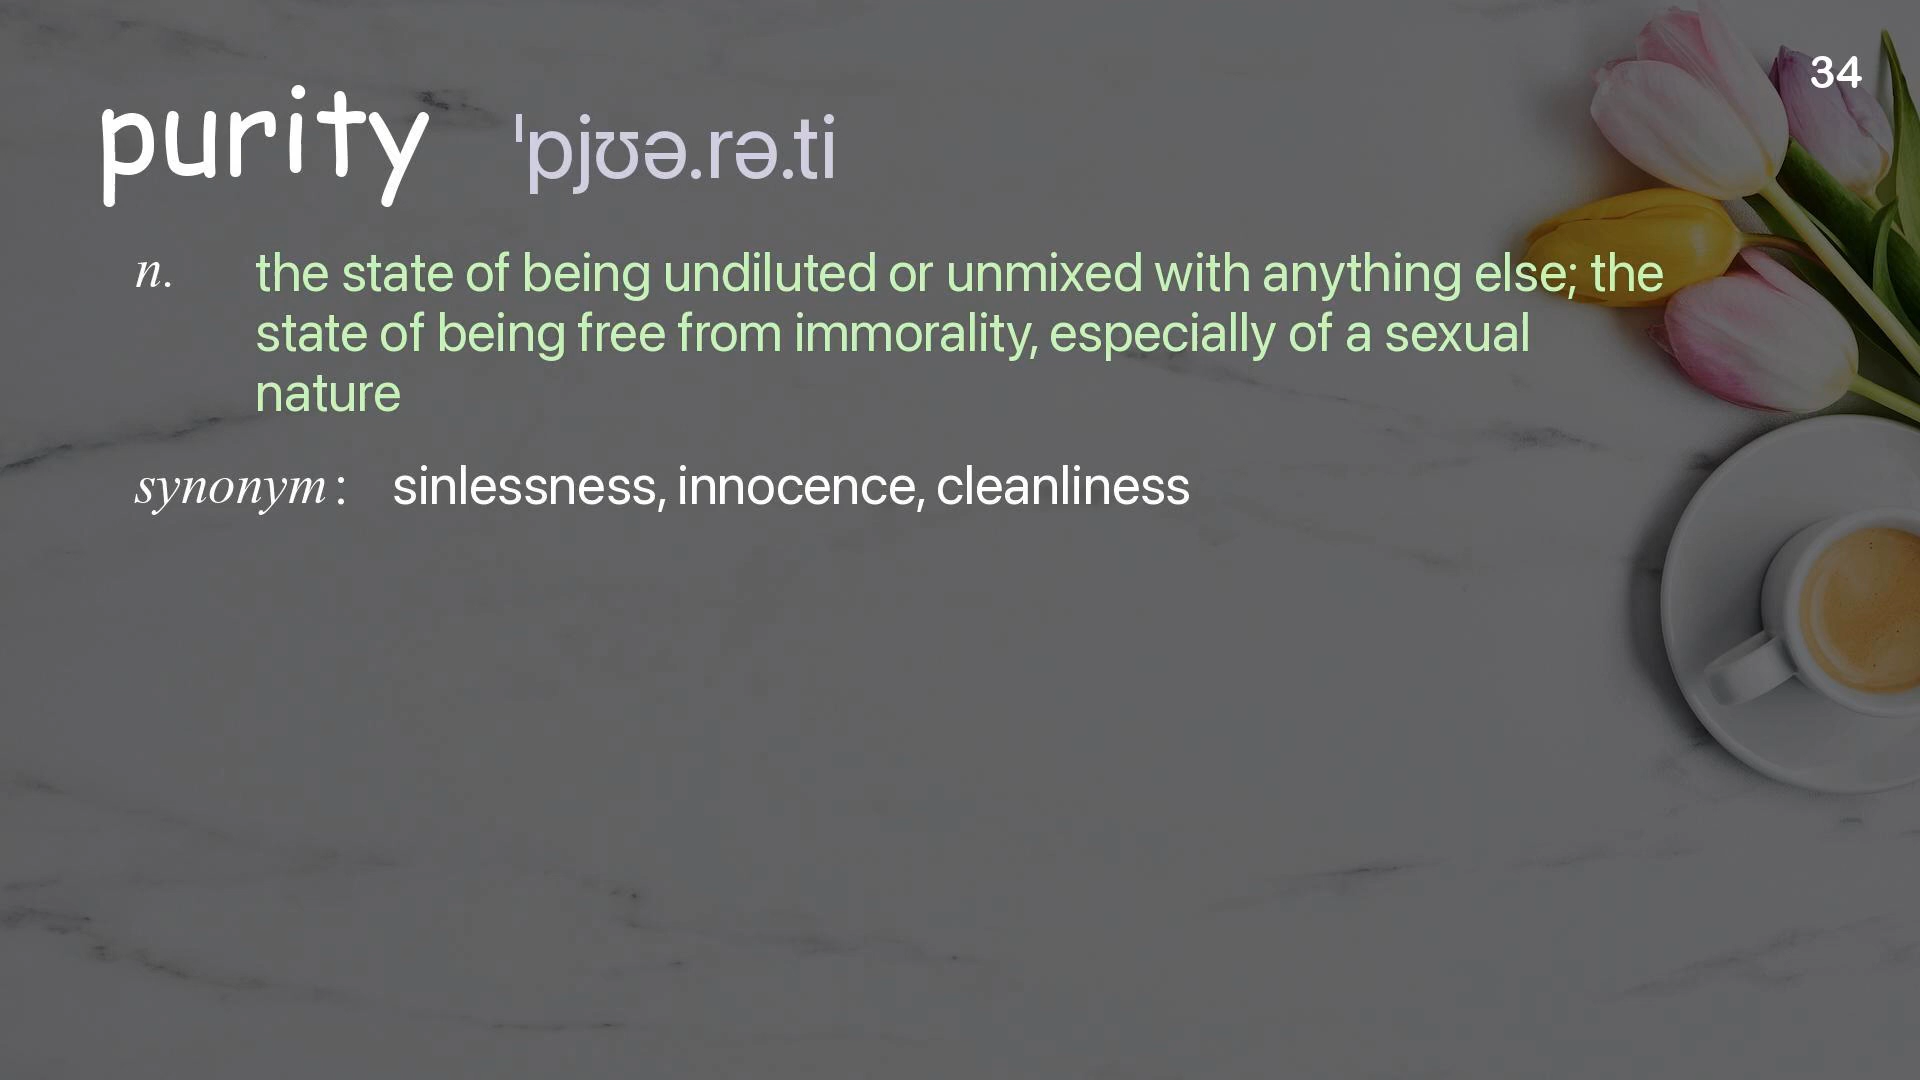 34
purity ˈpjʊə.rə.ti
n. the state of being undiluted or unmixed with anything else; the
state of being free from immorality, especially of a sexual
nature
synonym: sinlessness, innocence, cleanliness